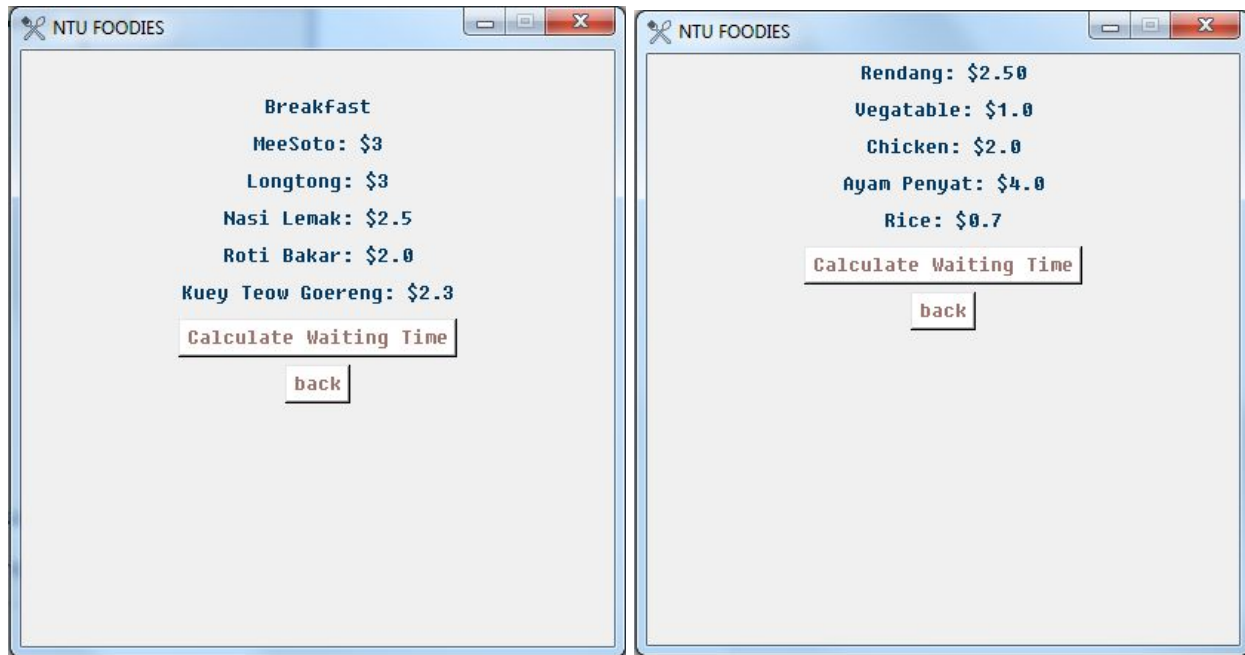 NTU FOODIES
Breakfast
MeeSoto: $3
Longtong: $3
Nasi Lemak: $2.5
Roti Bakar: $2.0
Kuey Teow Goereng: $2.3
Calculate Waiting Time
back
NTU FOODIES
Rendang: $2.50
Vegatable: $1.0
Chicken: $2.0
Ayam Penyat: $4.0
Rice: $0.7
Calculate Waiting Time
back